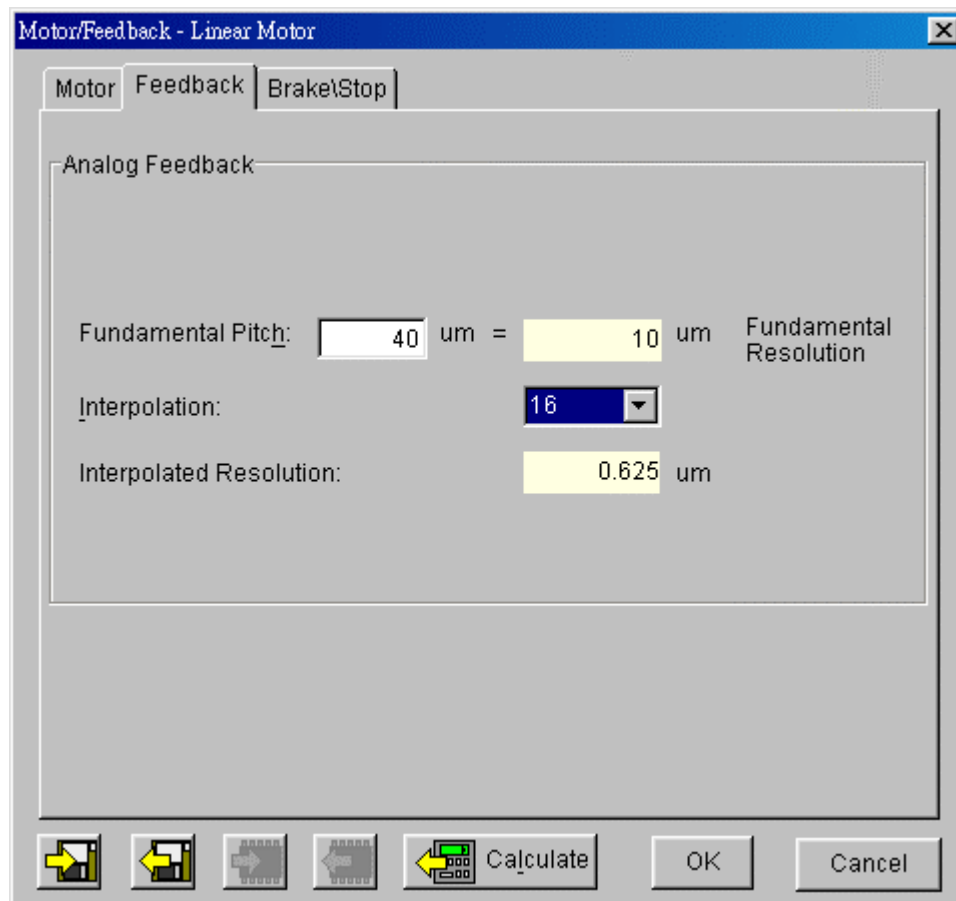 Motor/Feedback - Linear Motor
Motor Feedback Brake\Stop
Analog Feedback
Fundamental Pitch: 40 um = 10 um Fundamental
Resolution
Interpolation: 16
Interpolated Resolution: 0.625 um
Calculate OK Cancel